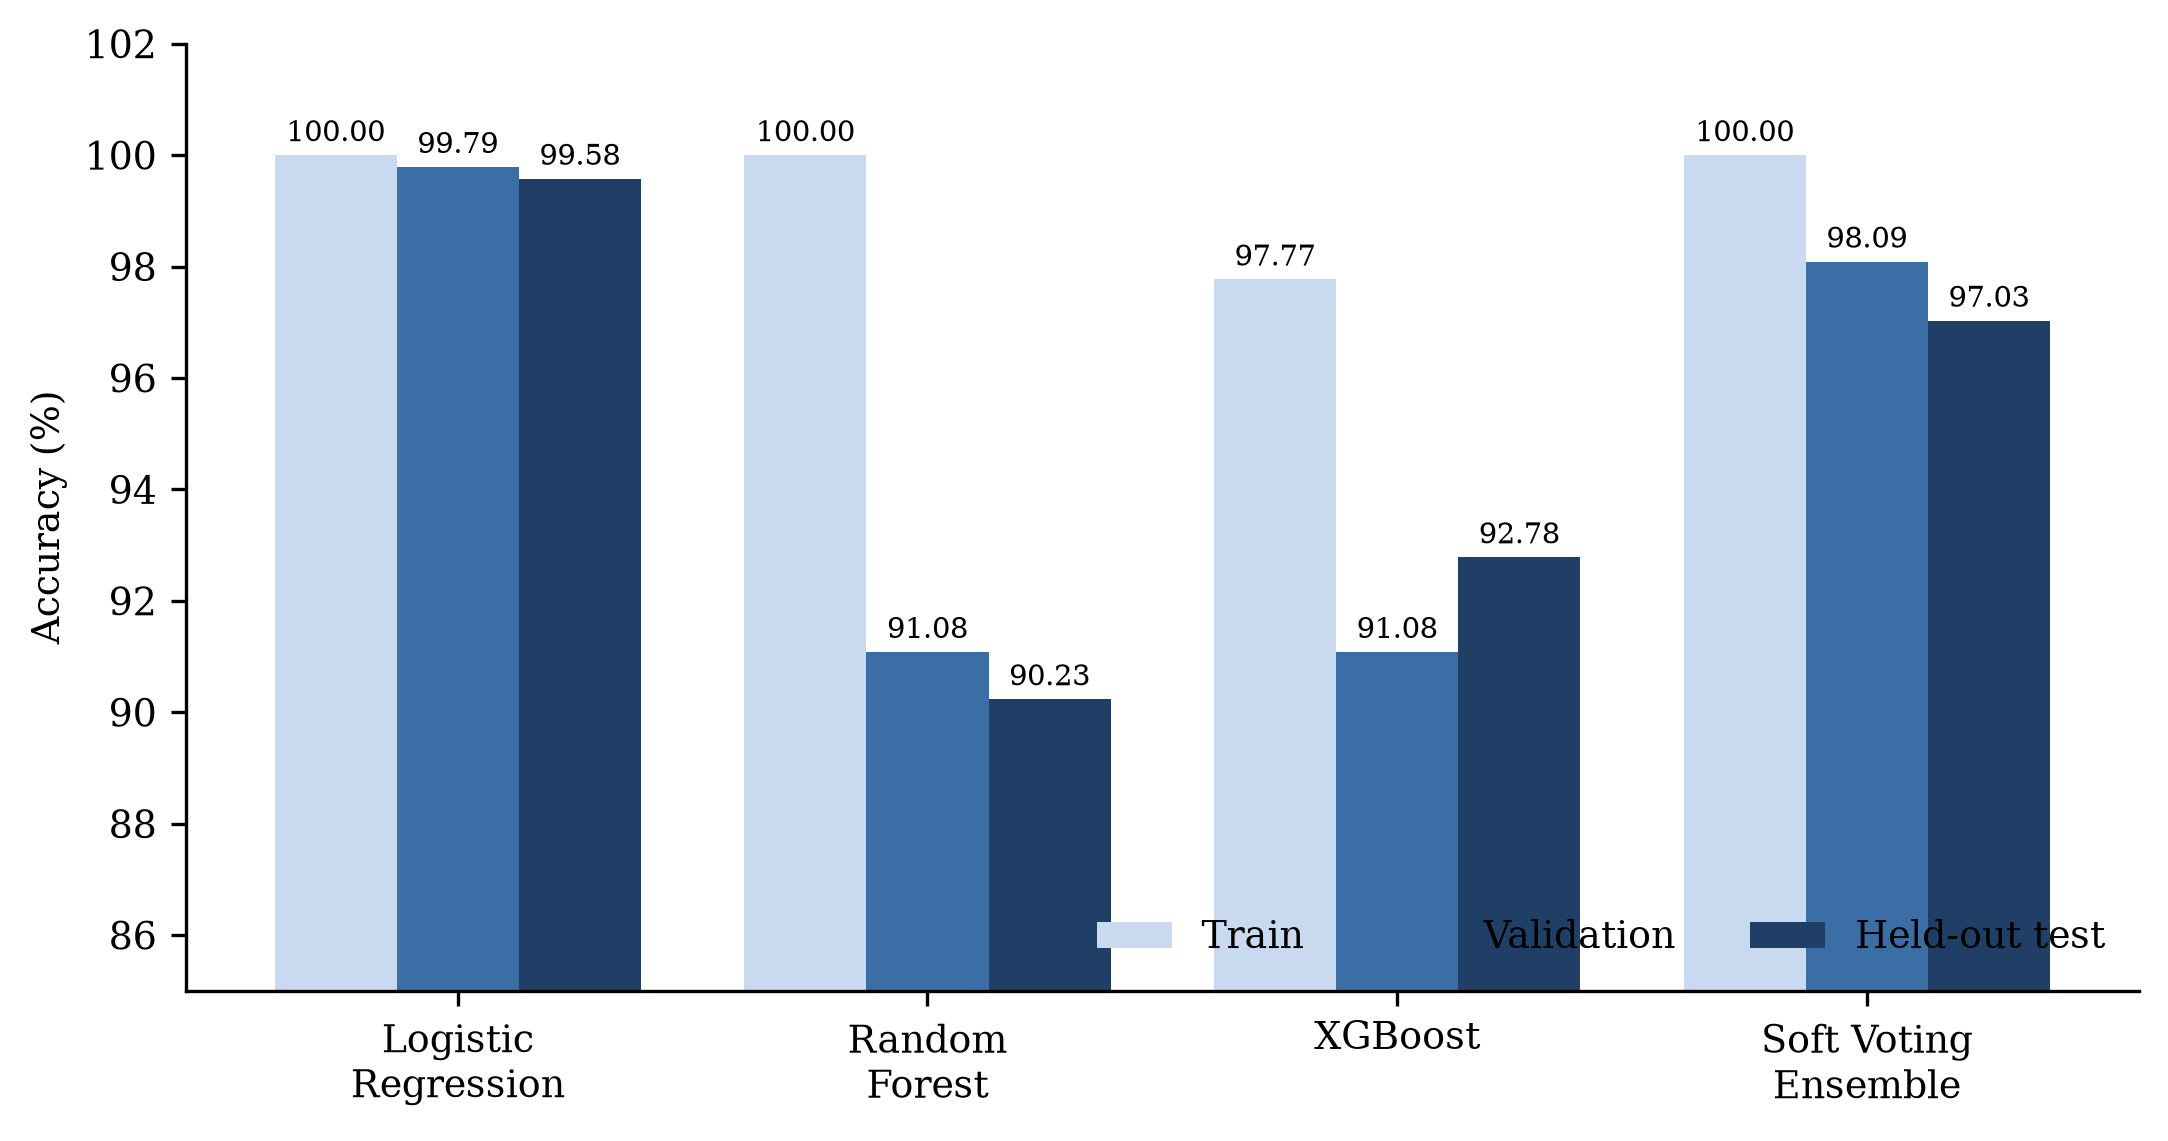 102
100
98
96
94
92
90
88
86
Accuracy (%)
100.00
99.79
99.58
100.00
91.08
90.23
97.77
91.08
92.78
100.00
98.09
97.03
Train
Validation
Held-out test
Logistic
Regression
Random
Forest
XGBoost
Soft Voting
Ensemble